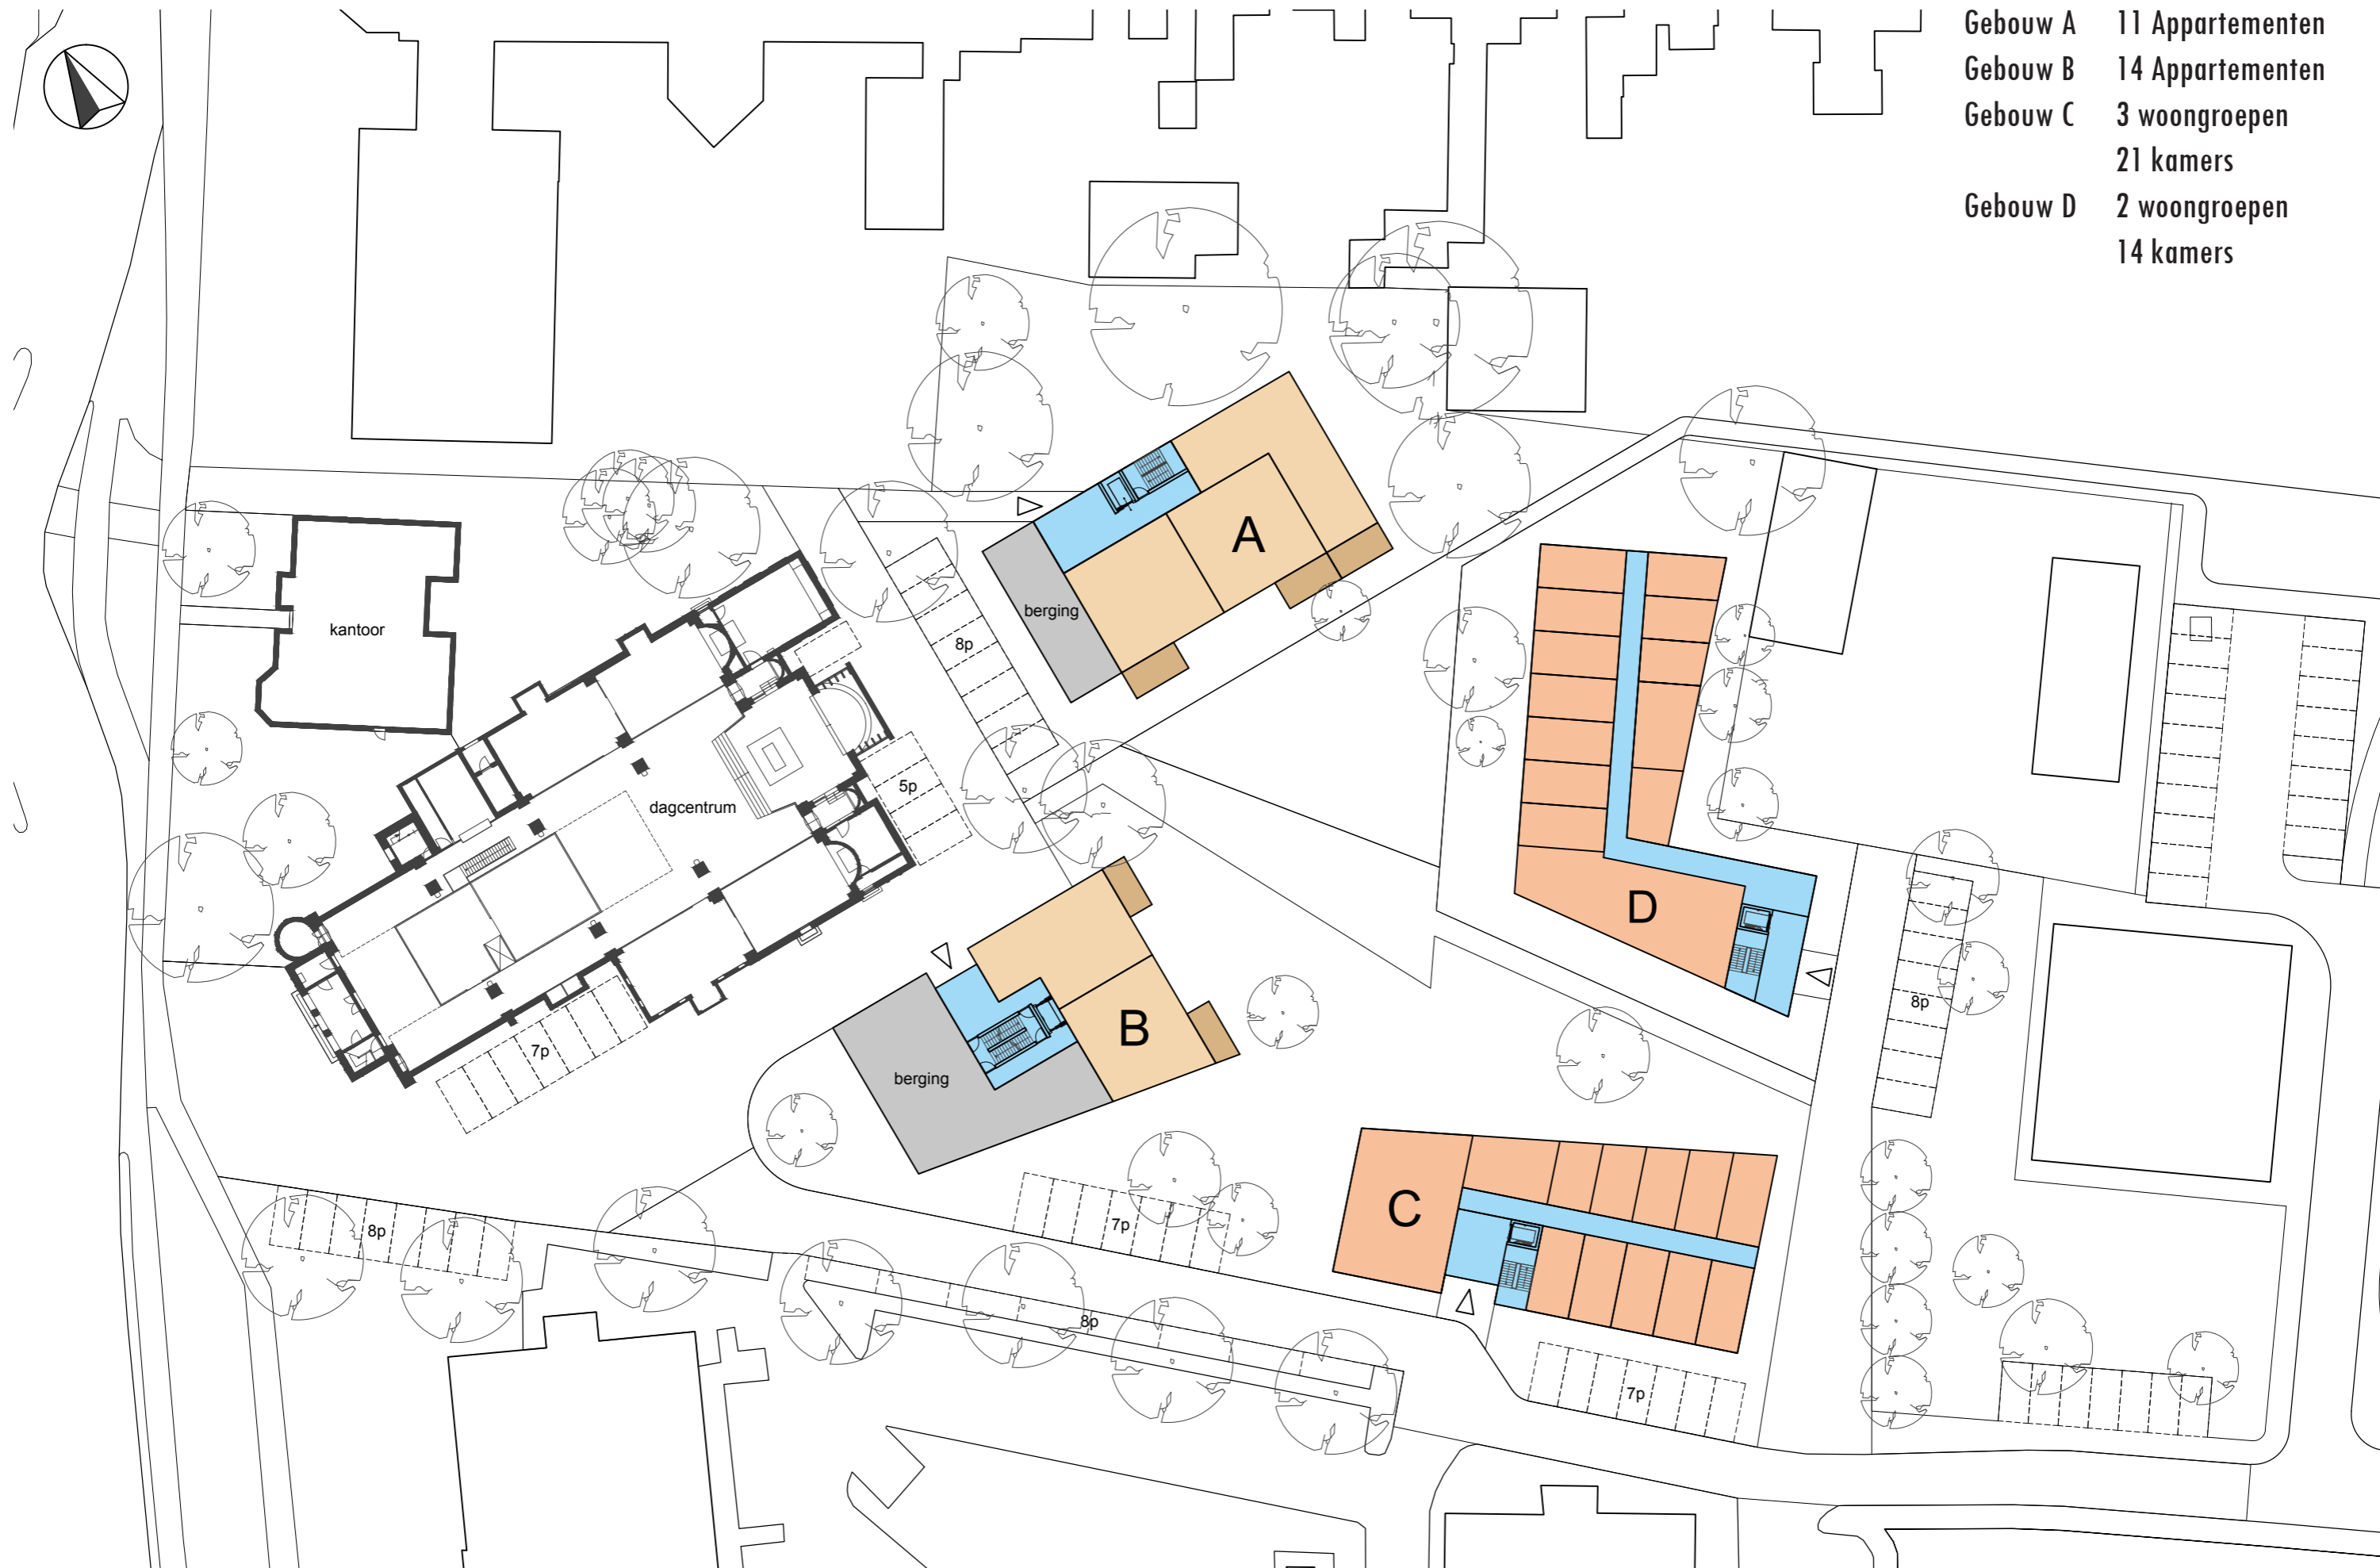 Gebouw A 11 Appartementen
Gebouw B 14 Appartementen
Gebouw C 3 woongroepen
21 kamers
Gebouw D 2 woongroepen
14 kamers
A
berging
8p
kantoor
dagcentrum
5p
D
8p
B
berging
7p
C
7p
8p
8p
7p